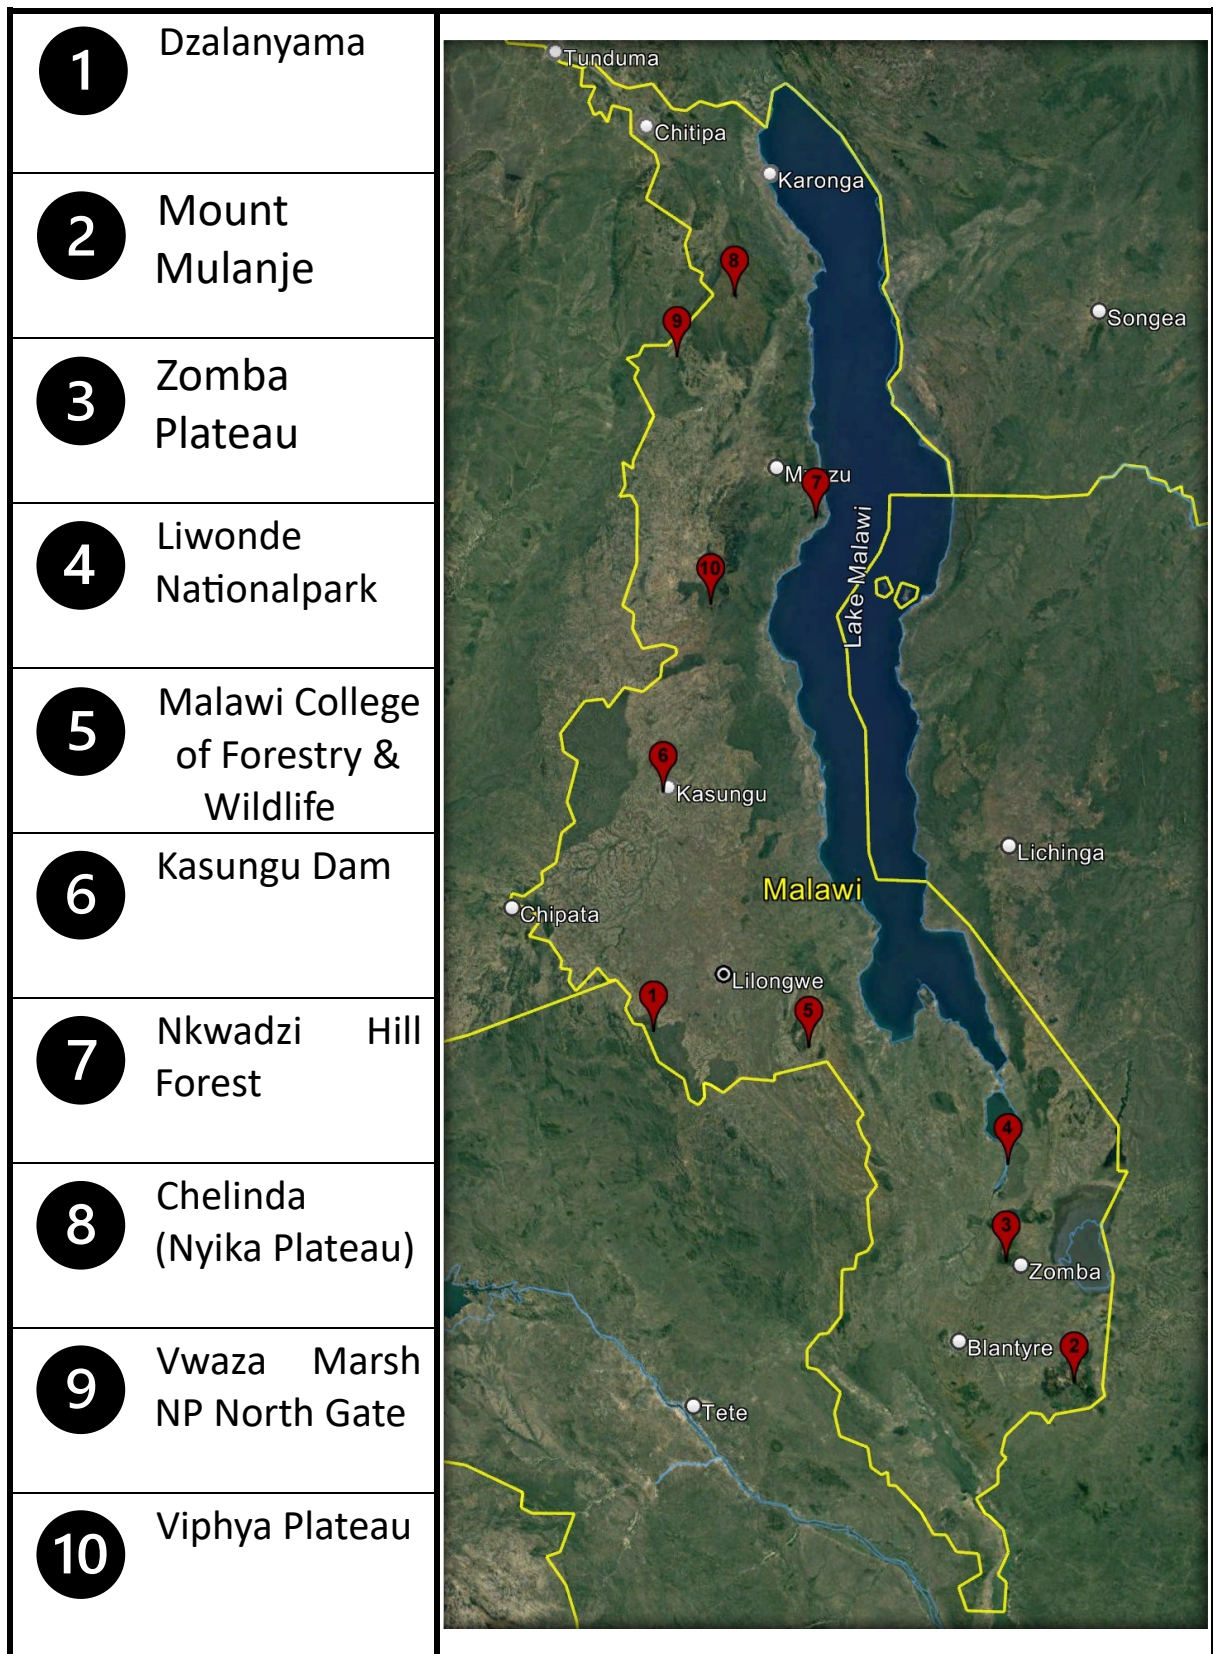 1 Dzalanyama
2 Mount
Mulanje
3 Zomba
Plateau
4 Liwonde
Nationalpark
5 Malawi College
of Forestry &
Wildlife
6 Kasungu Dam
7 Nkwadzi Hill
Forest
8 Chelinda
(Nyika Plateau)
9 Vwaza Marsh
NP North Gate
10 Viphya Plateau
Tunduma
Chitipa
Karonga
8
Songea
9
M zu
7
Lake Malawi
10
6
Kasungu
Lichinga
Malawi
Chipata
Lilongwe
1
5
4
3
Zomba
Blantyre
2
Tete